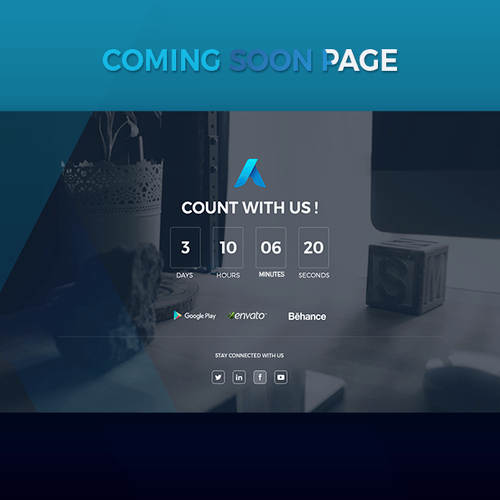 COMING SOON PAGE
COUNT WITH US !
3 10 06 20
DAYS HOURS MINUTES SECONDS
Google Play envato Bēhance
STAY CONNECTED WITH US